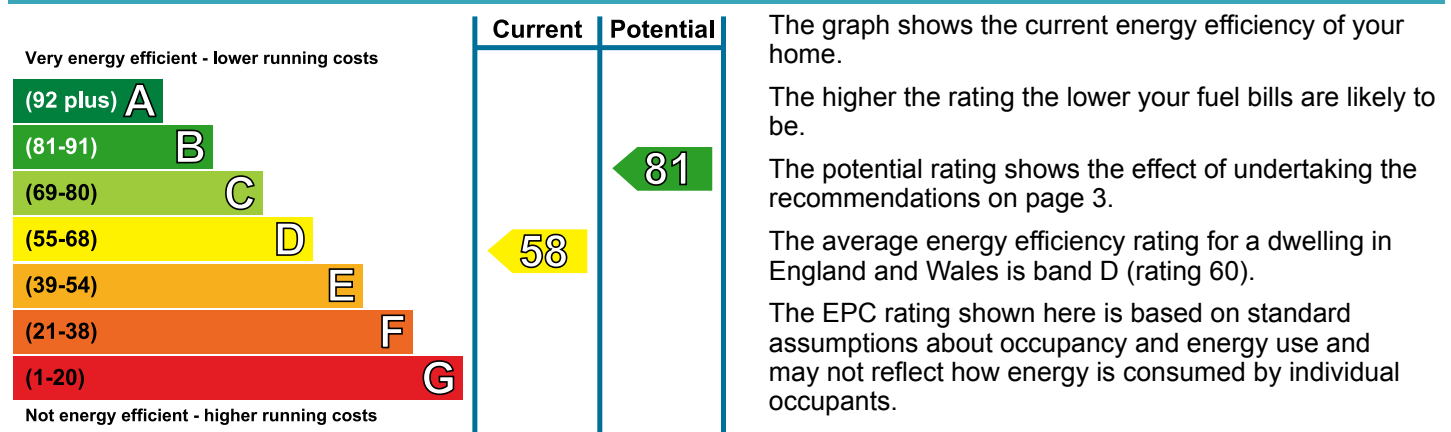 Current Potential
Very energy efficient - lower running costs
(92 plus) A
(81-91) B
81
(69-80) C
(55-68) D
58
(39-54) E
(21-38) F
(1-20) G
Not energy efficient - higher running costs
The graph shows the current energy efficiency of your
home.
The higher the rating the lower your fuel bills are likely to
be.
The potential rating shows the effect of undertaking the
recommendations on page 3.
The average energy efficiency rating for a dwelling in
England and Wales is band D (rating 60).
The EPC rating shown here is based on standard
assumptions about occupancy and energy use and
may not reflect how energy is consumed by individual
occupants.